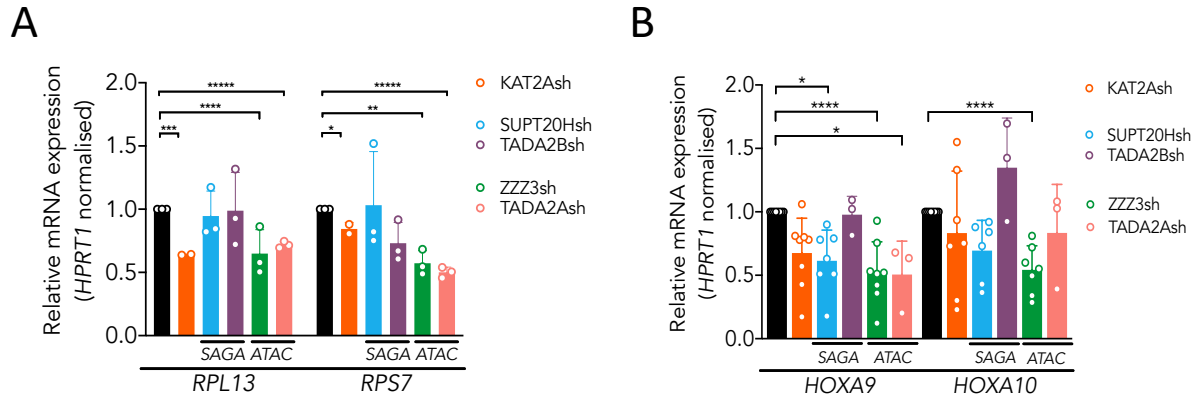 A
Relative mRNA expression
(HPRT1 normalised)
2.0
1.5
1.0
0.5
0.0
*****
****
***
*****
**
*
SAGA ATAC
SAGA ATAC
RPL13
RPS7
KAT2Ash
SUPT20Hsh
TADA2Bsh
ZZZ3sh
TADA2Ash
B
Relative mRNA expression
(HPRT1 normalised)
2.0
1.5
1.0
0.5
0.0
*
****
*
****
SAGA
ATAC
SAGA
ATAC
HOXA9
HOXA10
KAT2Ash
SUPT20Hsh
TADA2Bsh
ZZZ3sh
TADA2Ash